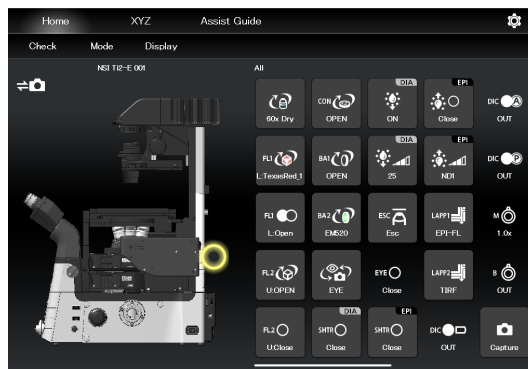 Home XYZ Assist Guide
Check Mode Display
NSI Ti2-E 001
All
60x Dry
CON
OPEN
DIA
ON
EPI
Close
DIC A
OUT
FL1
L:TexasRed_1
BA1
OPEN
DIA
25
EPI
ND1
DIC P
OUT
FL1
L:Open
BA2
EM520
ESC
Esc
LAPP1
EPI-FL
M
1.0x
FL2
U:OPEN
EYE
EYE
Close
LAPP2
TIRF
B
OUT
FL2
U:Close
DIA
SHTR
Close
EPI
SHTR
Close
DIC
OUT
Capture